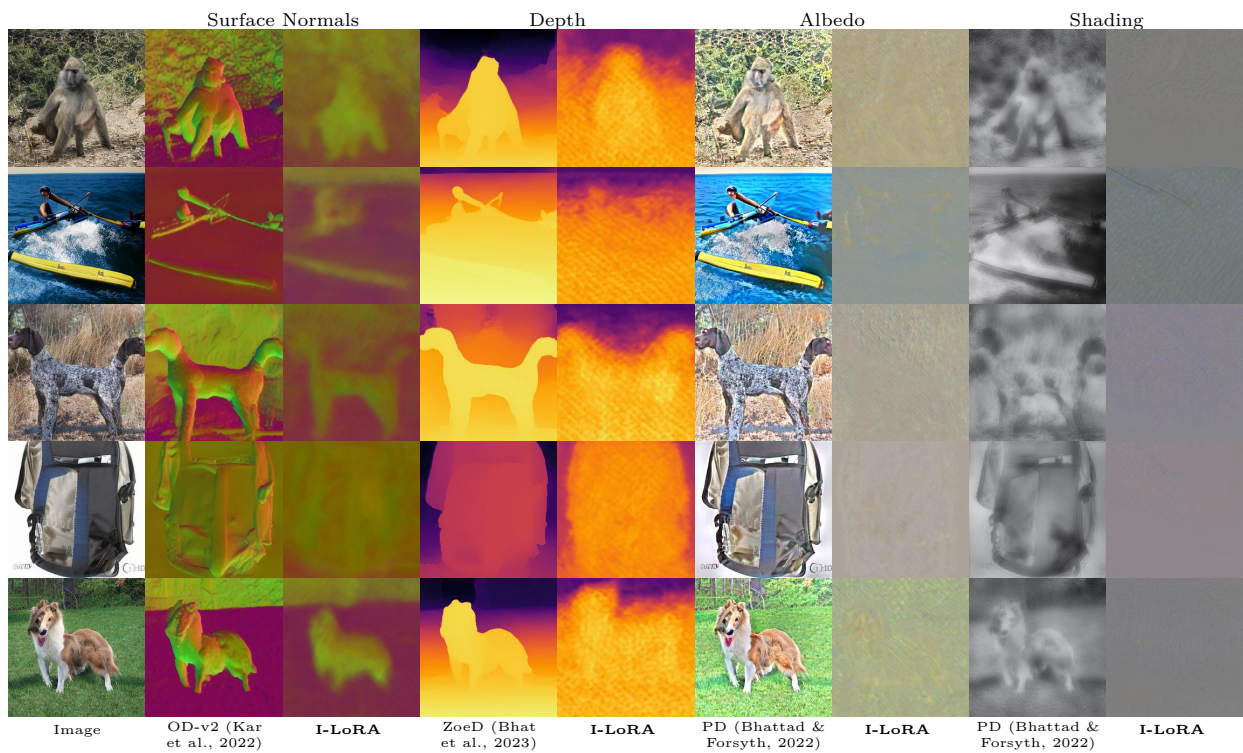 Surface Normals Depth Albedo Shading
Image OD-v2 (Kar et al., 2022) I-LoRA ZoeD (Bhat et al., 2023) I-LoRA PD (Bhattad & Forsyth, 2022) I-LoRA PD (Bhattad & Forsyth, 2022) I-LoRA